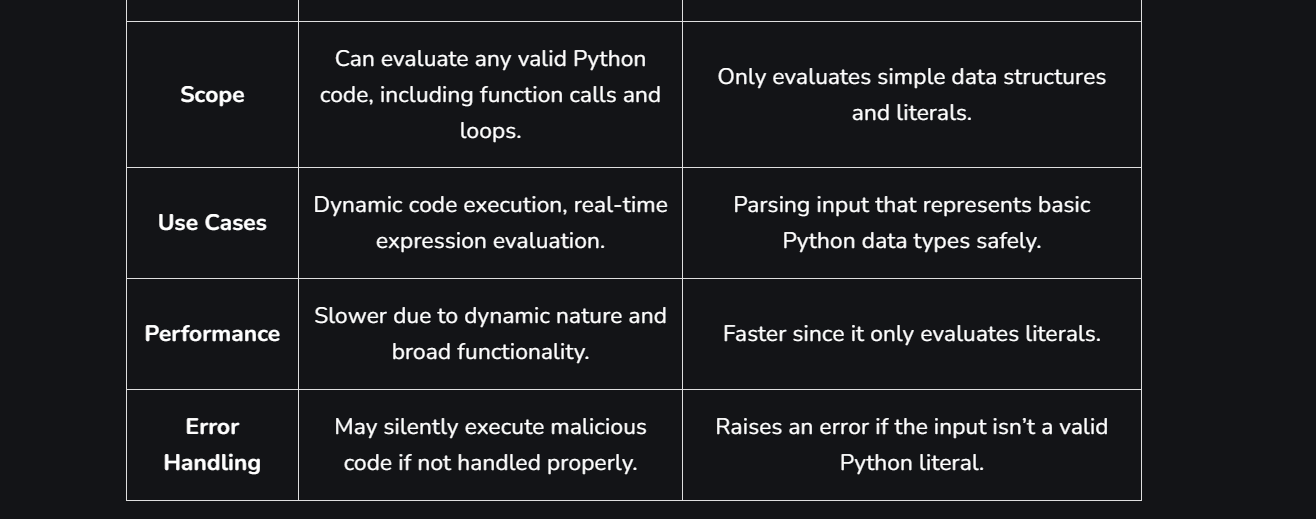 Scope
Can evaluate any valid Python
code, including function calls and
loops.
Only evaluates simple data structures
and literals.
Use Cases
Dynamic code execution, real-time
expression evaluation.
Parsing input that represents basic
Python data types safely.
Performance
Slower due to dynamic nature and
broad functionality.
Faster since it only evaluates literals.
Error
Handling
May silently execute malicious
code if not handled properly.
Raises an error if the input isn’t a valid
Python literal.